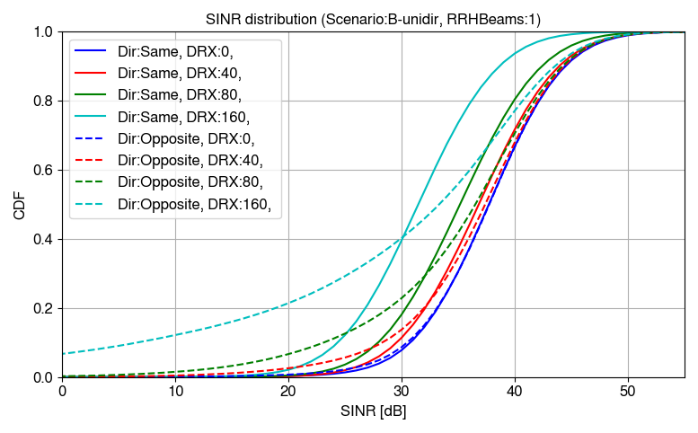 SINR distribution (Scenario:B-unidir, RRHBeams:1)
1.0
0.8
0.6
0.4
0.2
0.0
CDF
Dir:Same, DRX:0,
Dir:Same, DRX:40,
Dir:Same, DRX:80,
Dir:Same, DRX:160,
Dir:Opposite, DRX:0,
Dir:Opposite, DRX:40,
Dir:Opposite, DRX:80,
Dir:Opposite, DRX:160,
0 10 20 30 40 50
SINR [dB]